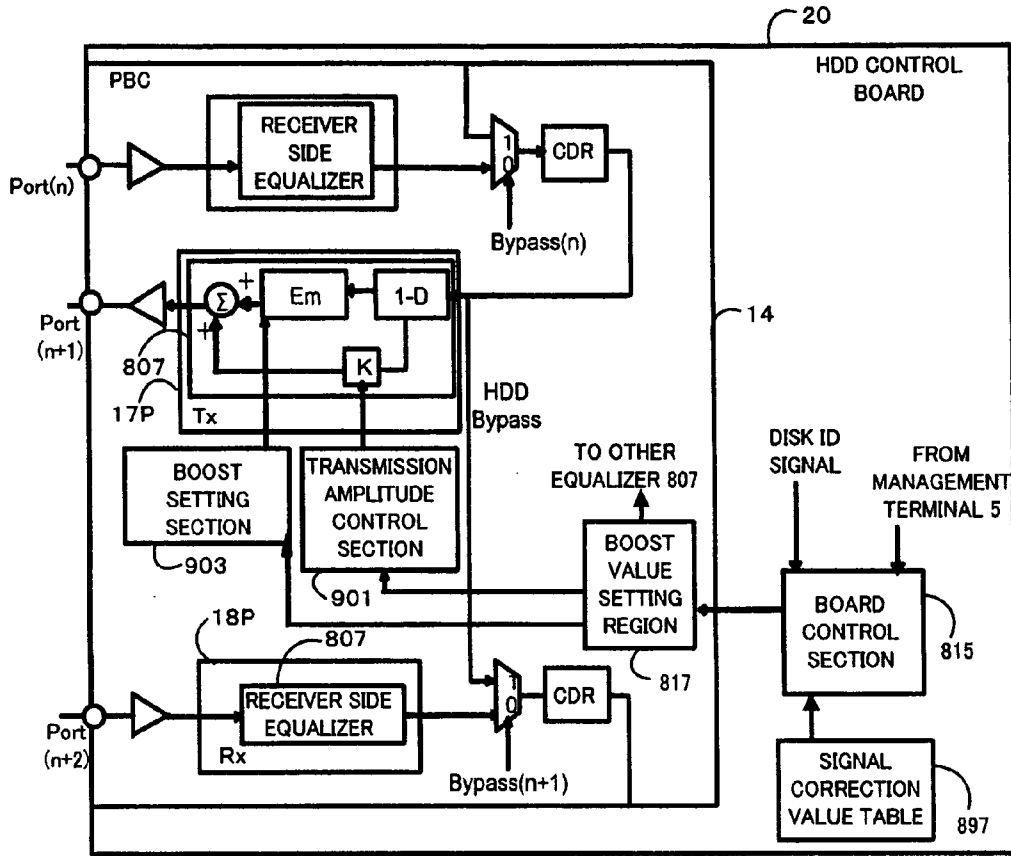 20
PBC
HDD CONTROL
BOARD
RECEIVER
SIDE
EQUALIZER
1
0
CDR
Port(n)
Bypass(n)
+
Σ
Em
1-D
+
K
Port
(n+1)
807
17P
Tx
HDD
Bypass
14
BOOST
SETTING
SECTION
903
TRANSMISSION
AMPLITUDE
CONTROL
SECTION
901
TO OTHER
EQUALIZER 807
BOOST
VALUE
SETTING
REGION
817
DISK ID
SIGNAL
FROM
MANAGEMENT
TERMINAL 5
BOARD
CONTROL
SECTION
815
18P
807
RECEIVER SIDE
EQUALIZER
Rx
1
0
CDR
Port
(n+2)
Bypass(n+1)
SIGNAL
CORRECTION
VALUE TABLE
897